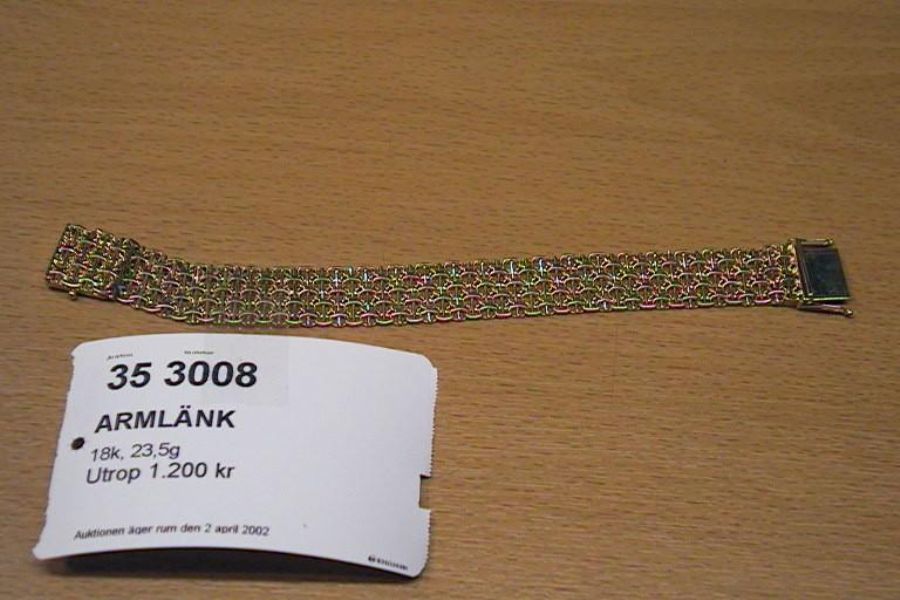 35 3008
ARMLÄNK
18k, 23,5g
Utrop 1.200 kr
Auktionen äger rum den 2 april 2002